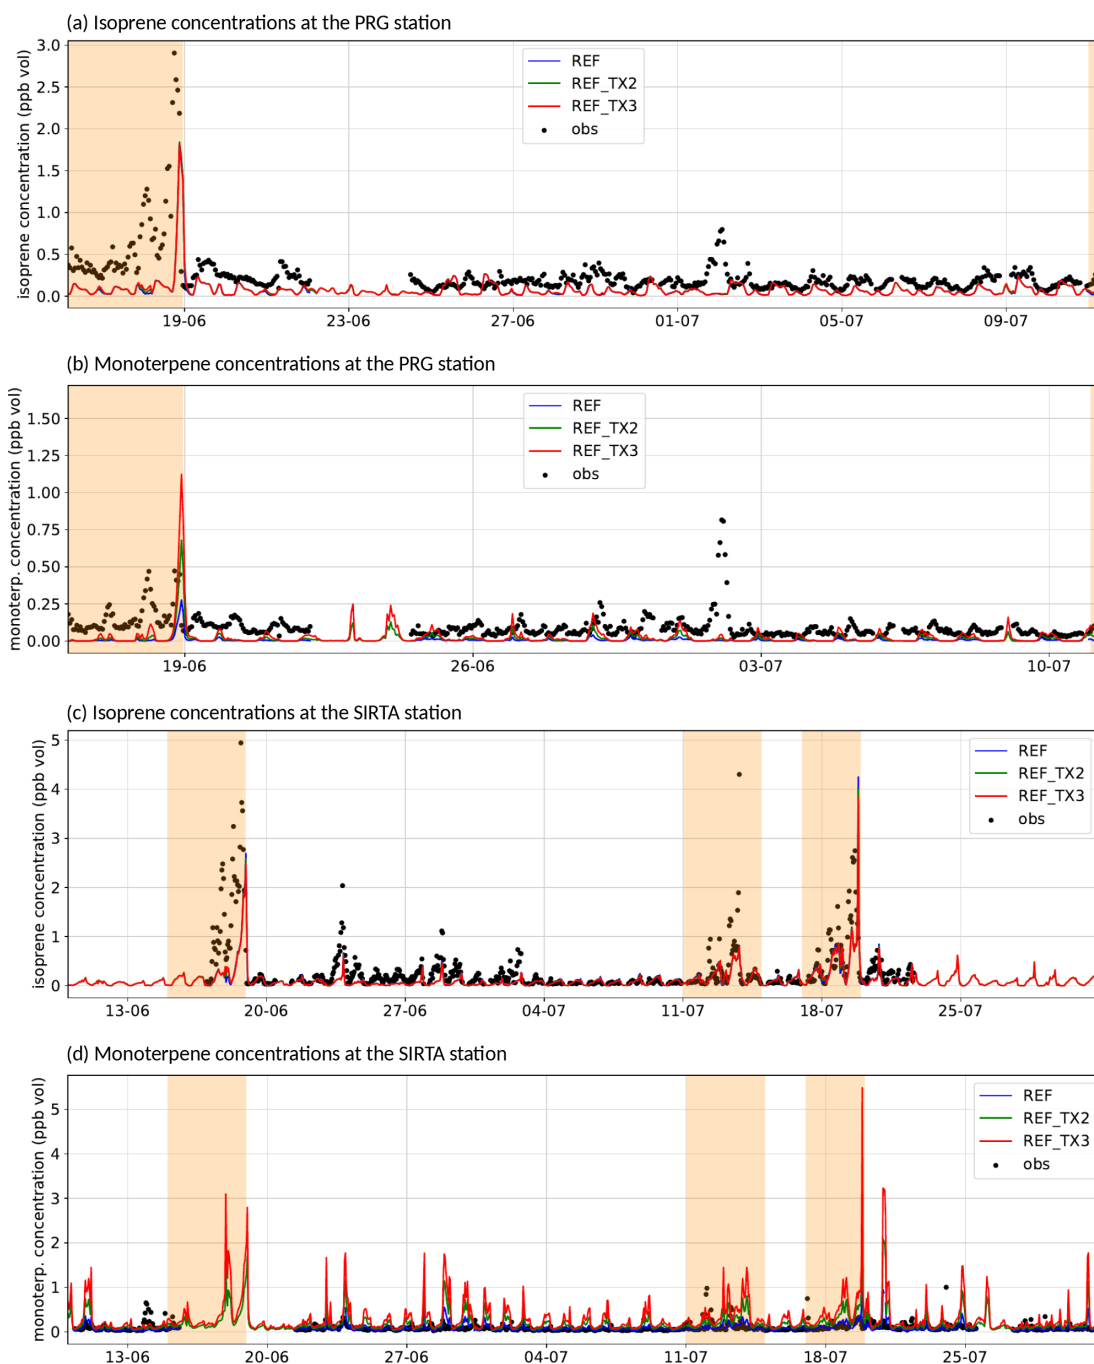 (a) Isoprene concentrations at the PRG station
isoprene concentration (ppb vol)
3.0
2.5
2.0
1.5
1.0
0.5
0.0
REF
REF_TX2
REF_TX3
obs
19-06 23-06 27-06 01-07 05-07 09-07
(b) Monoterpene concentrations at the PRG station
monoterp. concentration (ppb vol)
1.50
1.25
1.00
0.75
0.50
0.25
0.00
REF
REF_TX2
REF_TX3
obs
19-06 26-06 03-07 10-07
(c) Isoprene concentrations at the SIRTA station
isoprene concentration (ppb vol)
5
4
3
2
1
0
REF
REF_TX2
REF_TX3
obs
13-06 20-06 27-06 04-07 11-07 18-07 25-07
(d) Monoterpene concentrations at the SIRTA station
monoterp. concentration (ppb vol)
5
4
3
2
1
0
REF
REF_TX2
REF_TX3
obs
13-06 20-06 27-06 04-07 11-07 18-07 25-07